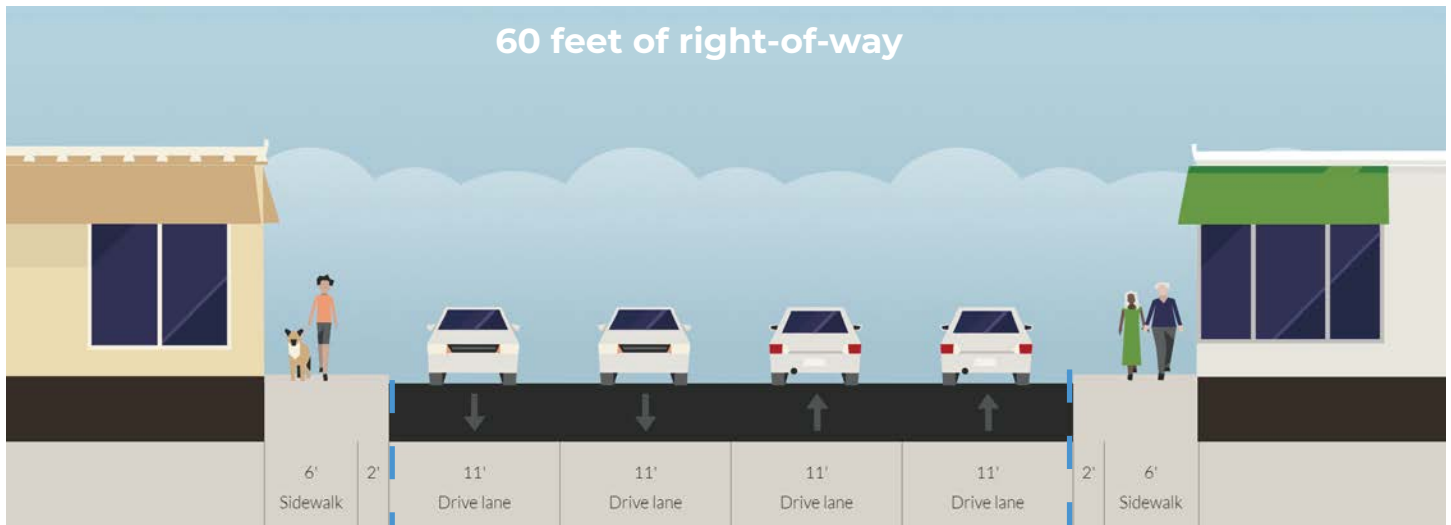 60 feet of right-of-way
6' 2' 11' 11' 11' 11' 2' 6'
Sidewalk Drive lane Drive lane Drive lane Drive lane Sidewalk